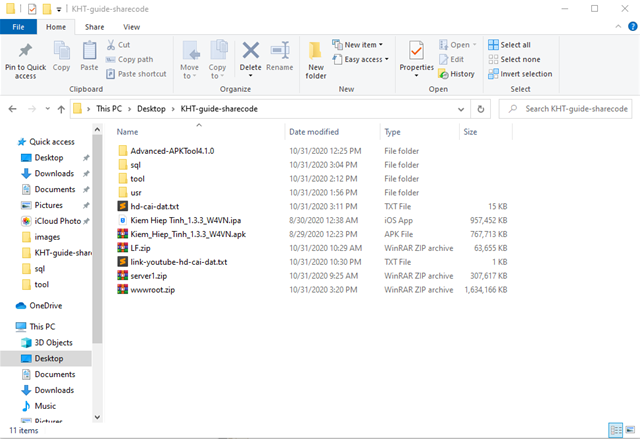 KHT-guide-sharecode
File Home Share View
Pin to Quick access
Copy
Paste
Cut
Copy path
Paste shortcut
Clipboard
Move to
Copy to
Delete
Rename
Organize
New folder
New item
Easy access
New
Properties
Open
Edit
History
Open
Select all
Select none
Invert selection
Select
This PC Desktop KHT-guide-sharecode
Search KHT-guide-sharecode
Quick access
Desktop
Downloads
Documents
Pictures
iCloud Photo
images
KHT-guide-shared
sql
tool
OneDrive
This PC
3D Objects
Desktop
Documents
Downloads
Music
Pictures
Name Date modified Type Size
Advanced-APKTool4.1.0 10/31/2020 12:25 PM File folder
sql 10/31/2020 3:04 PM File folder
tool 10/31/2020 2:12 PM File folder
usr 10/31/2020 1:56 PM File folder
hd-cai-dat.txt 10/31/2020 3:11 PM TXT File 15 KB
Kiem Hiep Tinh_1.3.3_W4VN.ipa 8/30/2020 12:38 AM iOS App 957,452 KB
Kiem_Hiep_Tinh_1.3.3_W4VN.apk 8/29/2020 12:23 PM APK File 767,713 KB
LF.zip 10/31/2020 10:29 AM WinRAR ZIP archive 63,655 KB
link-youtube-hd-cai-dat.txt 10/31/2020 10:30 PM TXT File 1 KB
server1.zip 10/31/2020 9:25 AM WinRAR ZIP archive 307,617 KB
wwwroot.zip 10/31/2020 3:20 PM WinRAR ZIP archive 1,634,166 KB
11 items